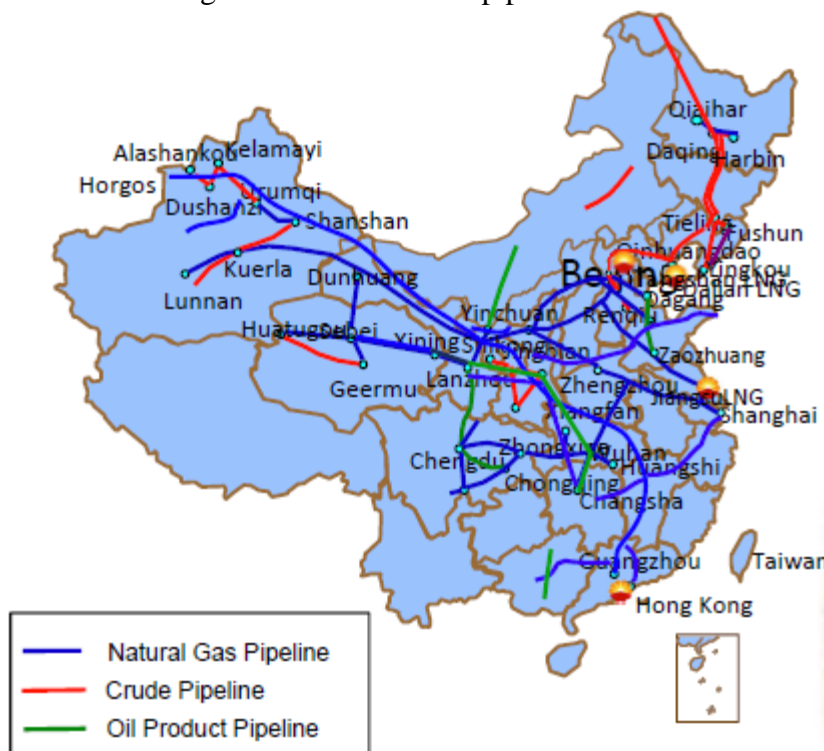 Qiqihar
Daqing
Harbin
Alashankou
Kelamayi
Horgos
Urumqi
Dushanzi
Shanshan
Tieling
Fushun
Qinhuangdao
Kuerla
Dunhuang
Beijing
Yingkou
Tangshan LNG
Dalian LNG
Dagang
Lunnan
Yinchuan
Renqiu
Huatugou
Xining
Zaozhuang
Geermu
Lanzhou
Zhengzhou
Jiangsu LNG
Shanghai
Xiangfan
Chengdu
Zhongxian
Wuhan
Huangshi
Chongqing
Changsha
Guangzhou
Taiwan
Hong Kong
Natural Gas Pipeline
Crude Pipeline
Oil Product Pipeline